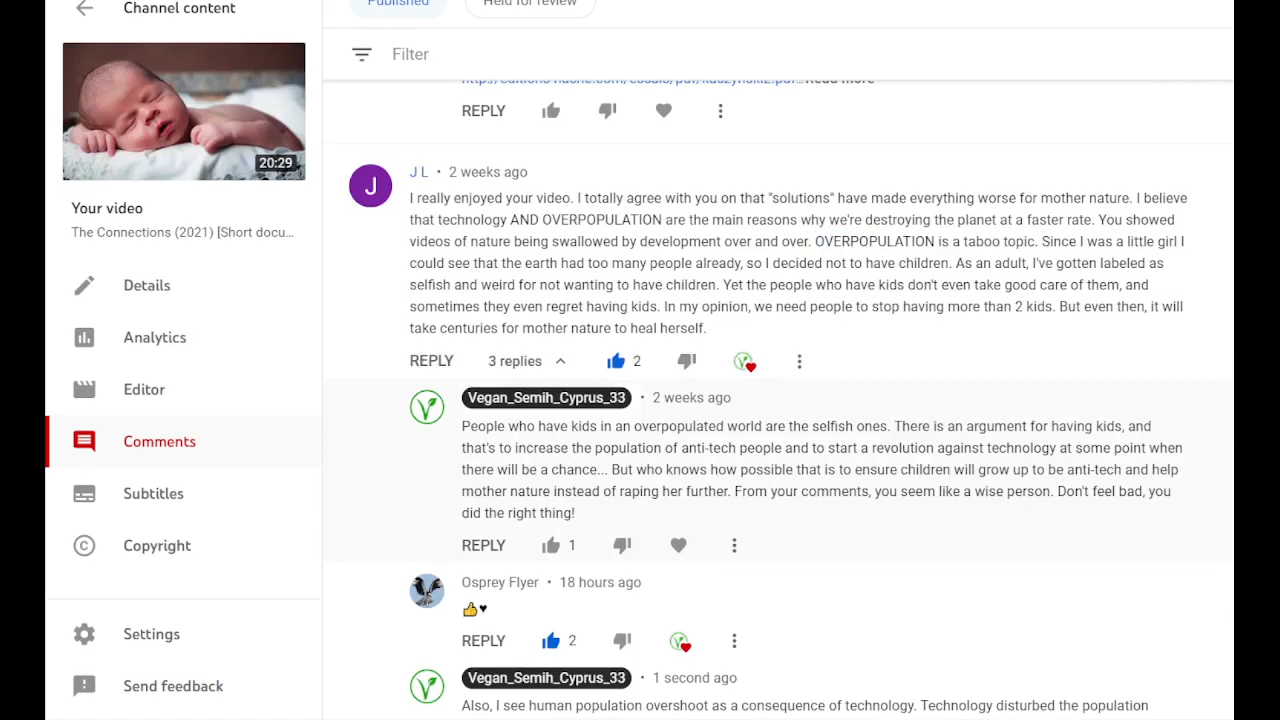 Channel content
Published
Held for review
Filter
Read more
REPLY
20:29
Your video
The Connections (2021) [Short docu...
Details
Analytics
Editor
Comments
Subtitles
Copyright
Settings
Send feedback
J
J L • 2 weeks ago
I really enjoyed your video. I totally agree with you on that "solutions" have made everything worse for mother nature. I believe
that technology AND OVERPOPULATION are the main reasons why we're destroying the planet at a faster rate. You showed
videos of nature being swallowed by development over and over. OVERPOPULATION is a taboo topic. Since I was a little girl I
could see that the earth had too many people already, so I decided not to have children. As an adult, I've gotten labeled as
selfish and weird for not wanting to have children. Yet the people who have kids don't even take good care of them, and
sometimes they even regret having kids. In my opinion, we need people to stop having more than 2 kids. But even then, it will
take centuries for mother nature to heal herself.
REPLY 3 replies 2
Vegan_Semih_Cyprus_33 • 2 weeks ago
People who have kids in an overpopulated world are the selfish ones. There is an argument for having kids, and
that's to increase the population of anti-tech people and to start a revolution against technology at some point when
there will be a chance... But who knows how possible that is to ensure children will grow up to be anti-tech and help
mother nature instead of raping her further. From your comments, you seem like a wise person. Don't feel bad, you
did the right thing!
REPLY 1
Osprey Flyer • 18 hours ago
👍♥
REPLY 2
Vegan_Semih_Cyprus_33 • 1 second ago
Also, I see human population overshoot as a consequence of technology. Technology disturbed the population